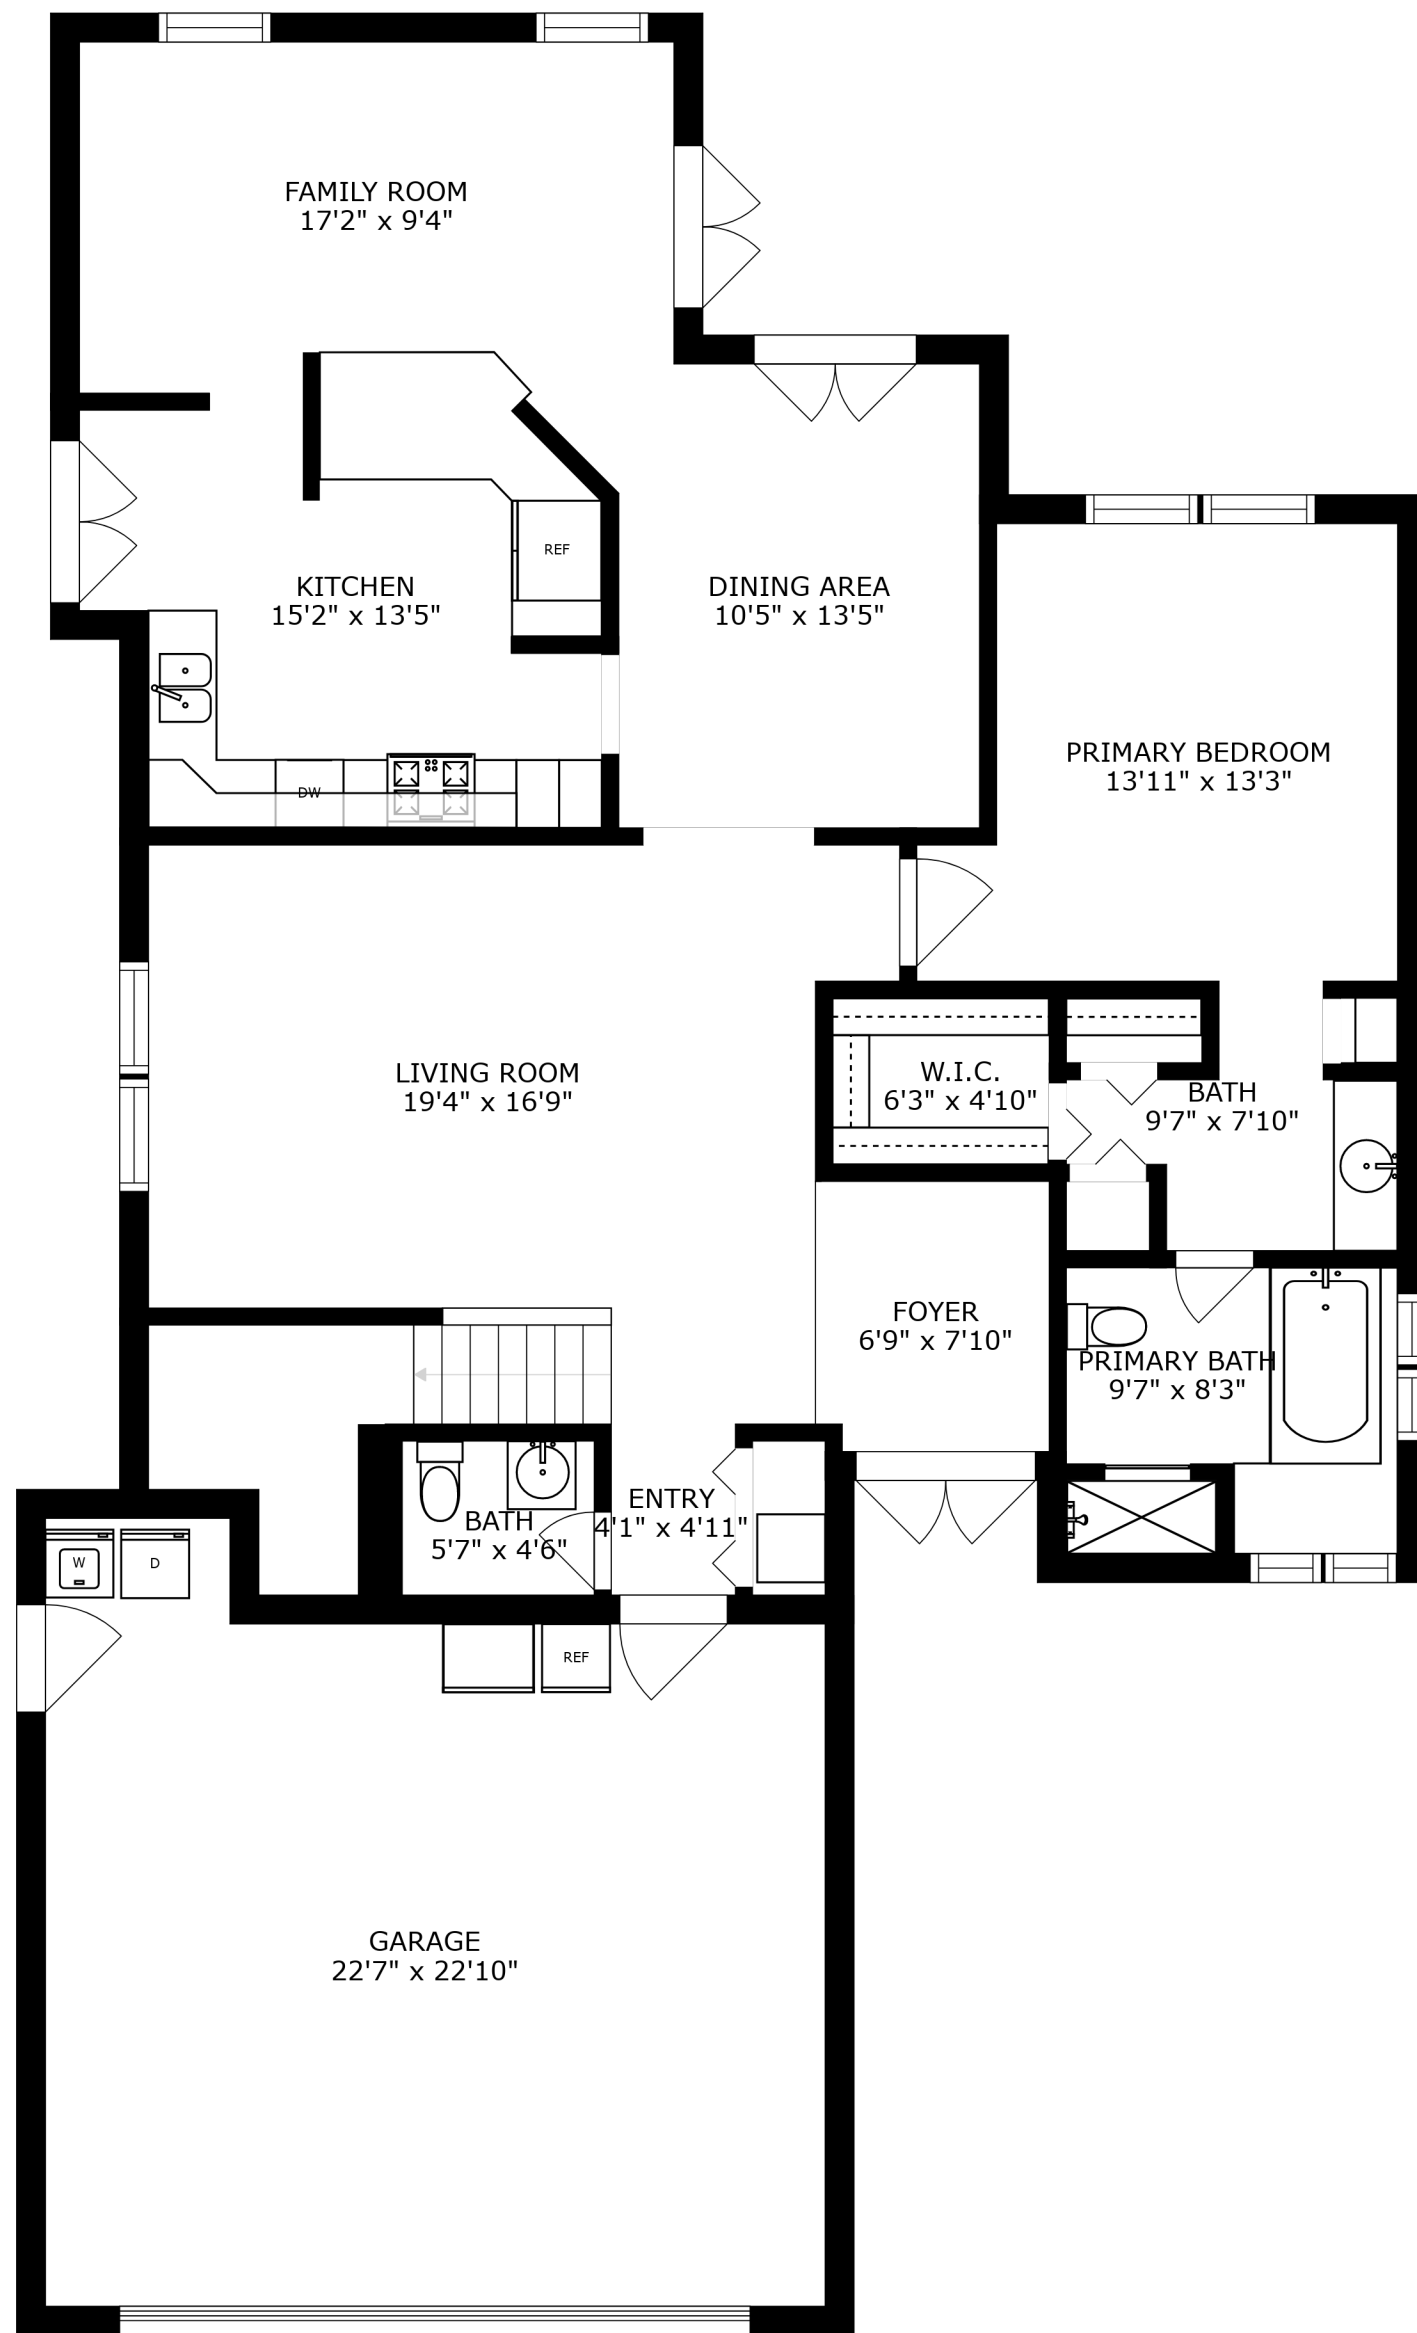 FAMILY ROOM
17'2" x 9'4"
REF
KITCHEN
15'2" x 13'5"
DINING AREA
10'5" x 13'5"
PRIMARY BEDROOM
13'11" x 13'3"
DW
LIVING ROOM
19'4" x 16'9"
W.I.C.
6'3" x 4'10"
BATH
9'7" x 7'10"
FOYER
6'9" x 7'10"
PRIMARY BATH
9'7" x 8'3"
ENTRY
4'1" x 4'11"
BATH
5'7" x 4'6"
W
D
REF
GARAGE
22'7" x 22'10"